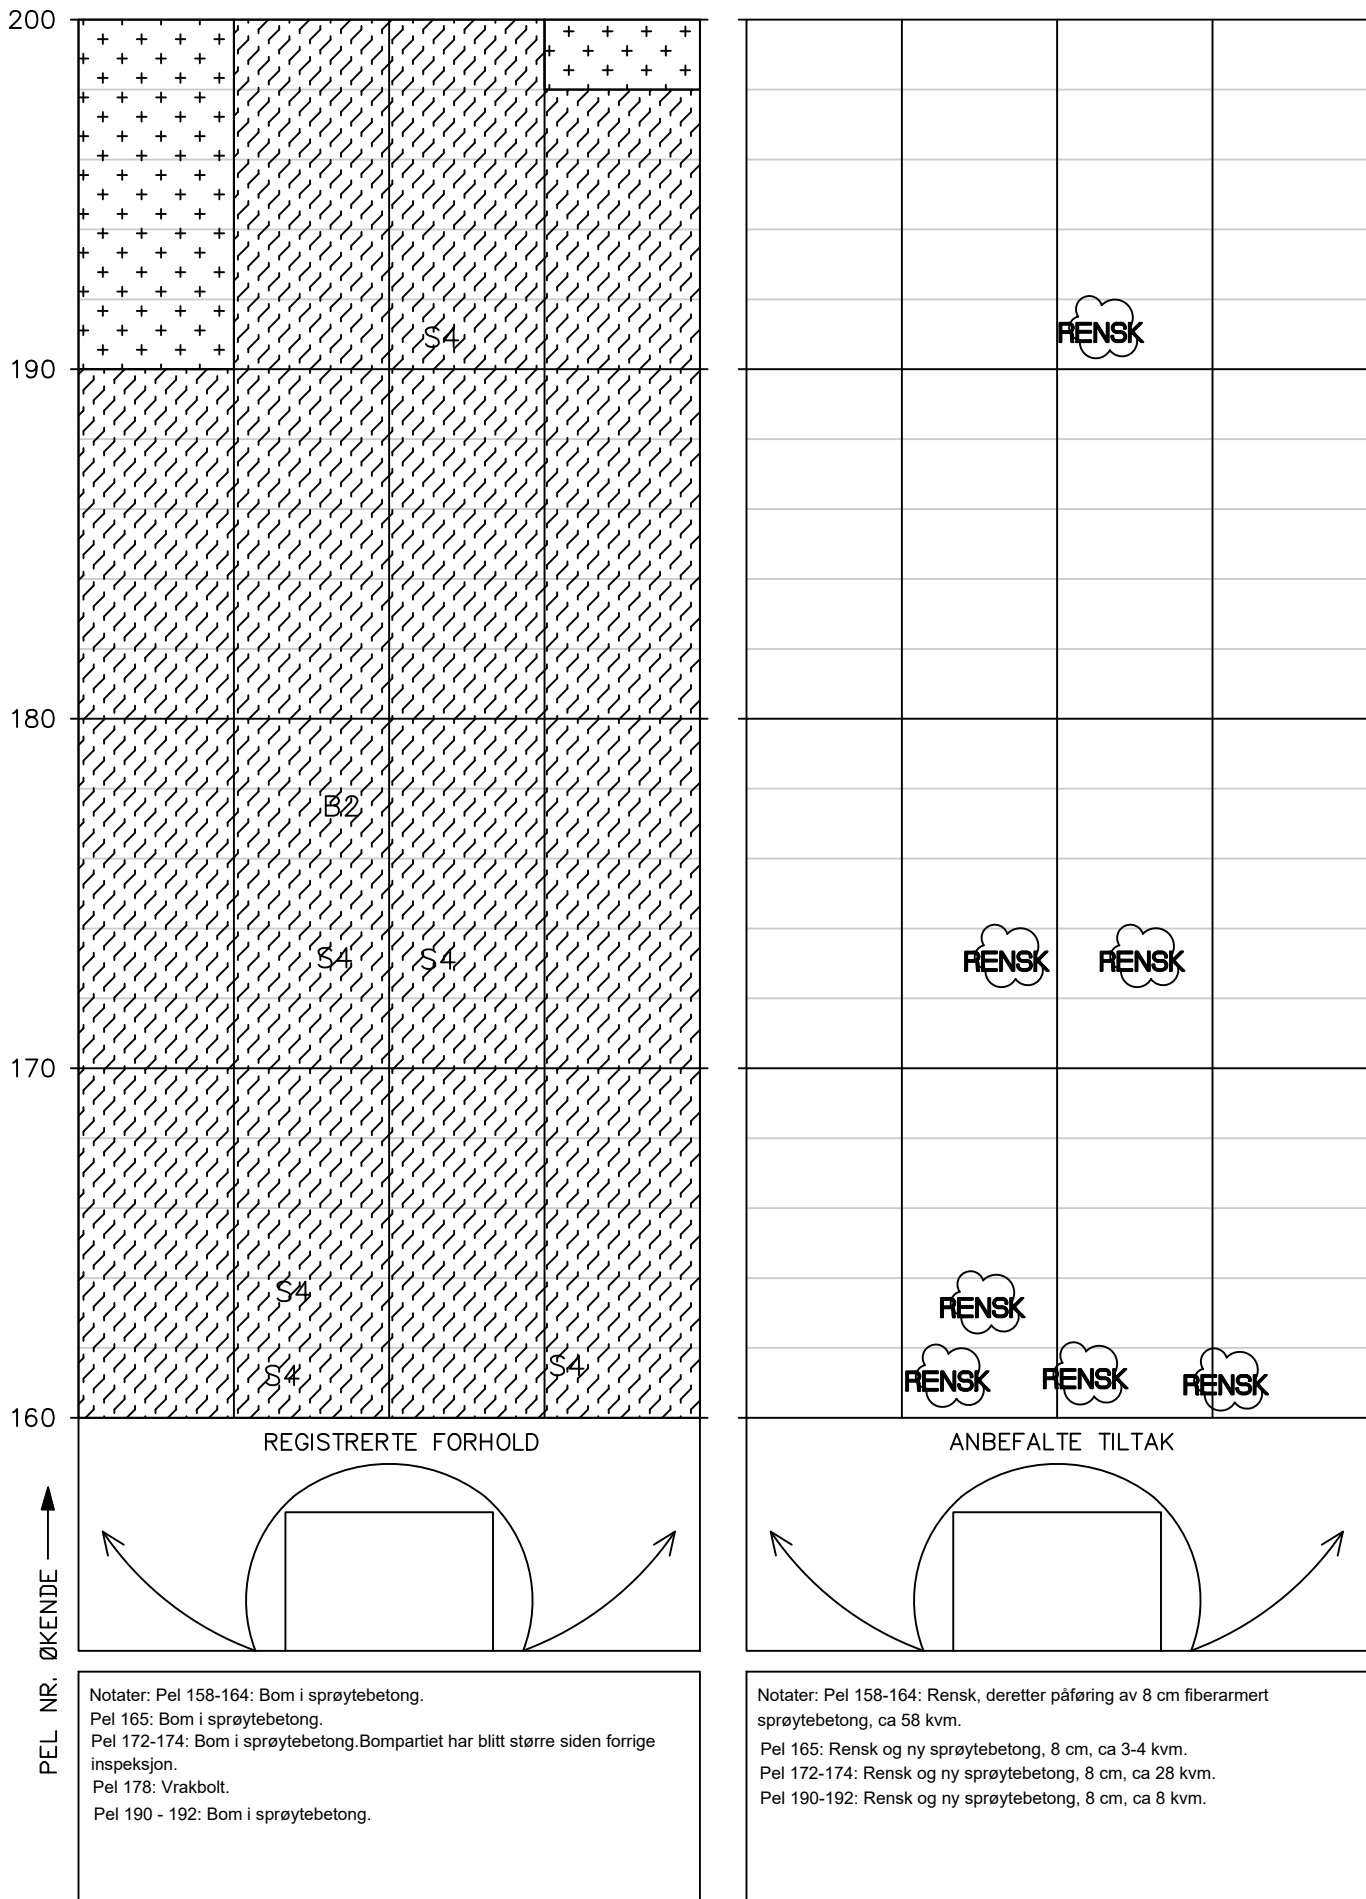 200
190
S4
RENSK
180
B2
S4 S4
RENSK RENSK
170
S4
RENSK
S4 S4
RENSK RENSK RENSK
160
REGISTRERTE FORHOLD
ANBEFALTE TILTAK
PEL NR. ØKENDE
Notater: Pel 158-164: Bom i sprøytebetong.
Pel 165: Bom i sprøytebetong.
Pel 172-174: Bom i sprøytebetong.Bompartiet har blitt større siden forrige
inspeksjon.
Pel 178: Vrakbolt.
Pel 190 - 192: Bom i sprøytebetong.
Notater: Pel 158-164: Rensk, deretter påføring av 8 cm fiberarmert
sprøytebetong, ca 58 kvm.
Pel 165: Rensk og ny sprøytebetong, 8 cm, ca 3-4 kvm.
Pel 172-174: Rensk og ny sprøytebetong, 8 cm, ca 28 kvm.
Pel 190-192: Rensk og ny sprøytebetong, 8 cm, ca 8 kvm.